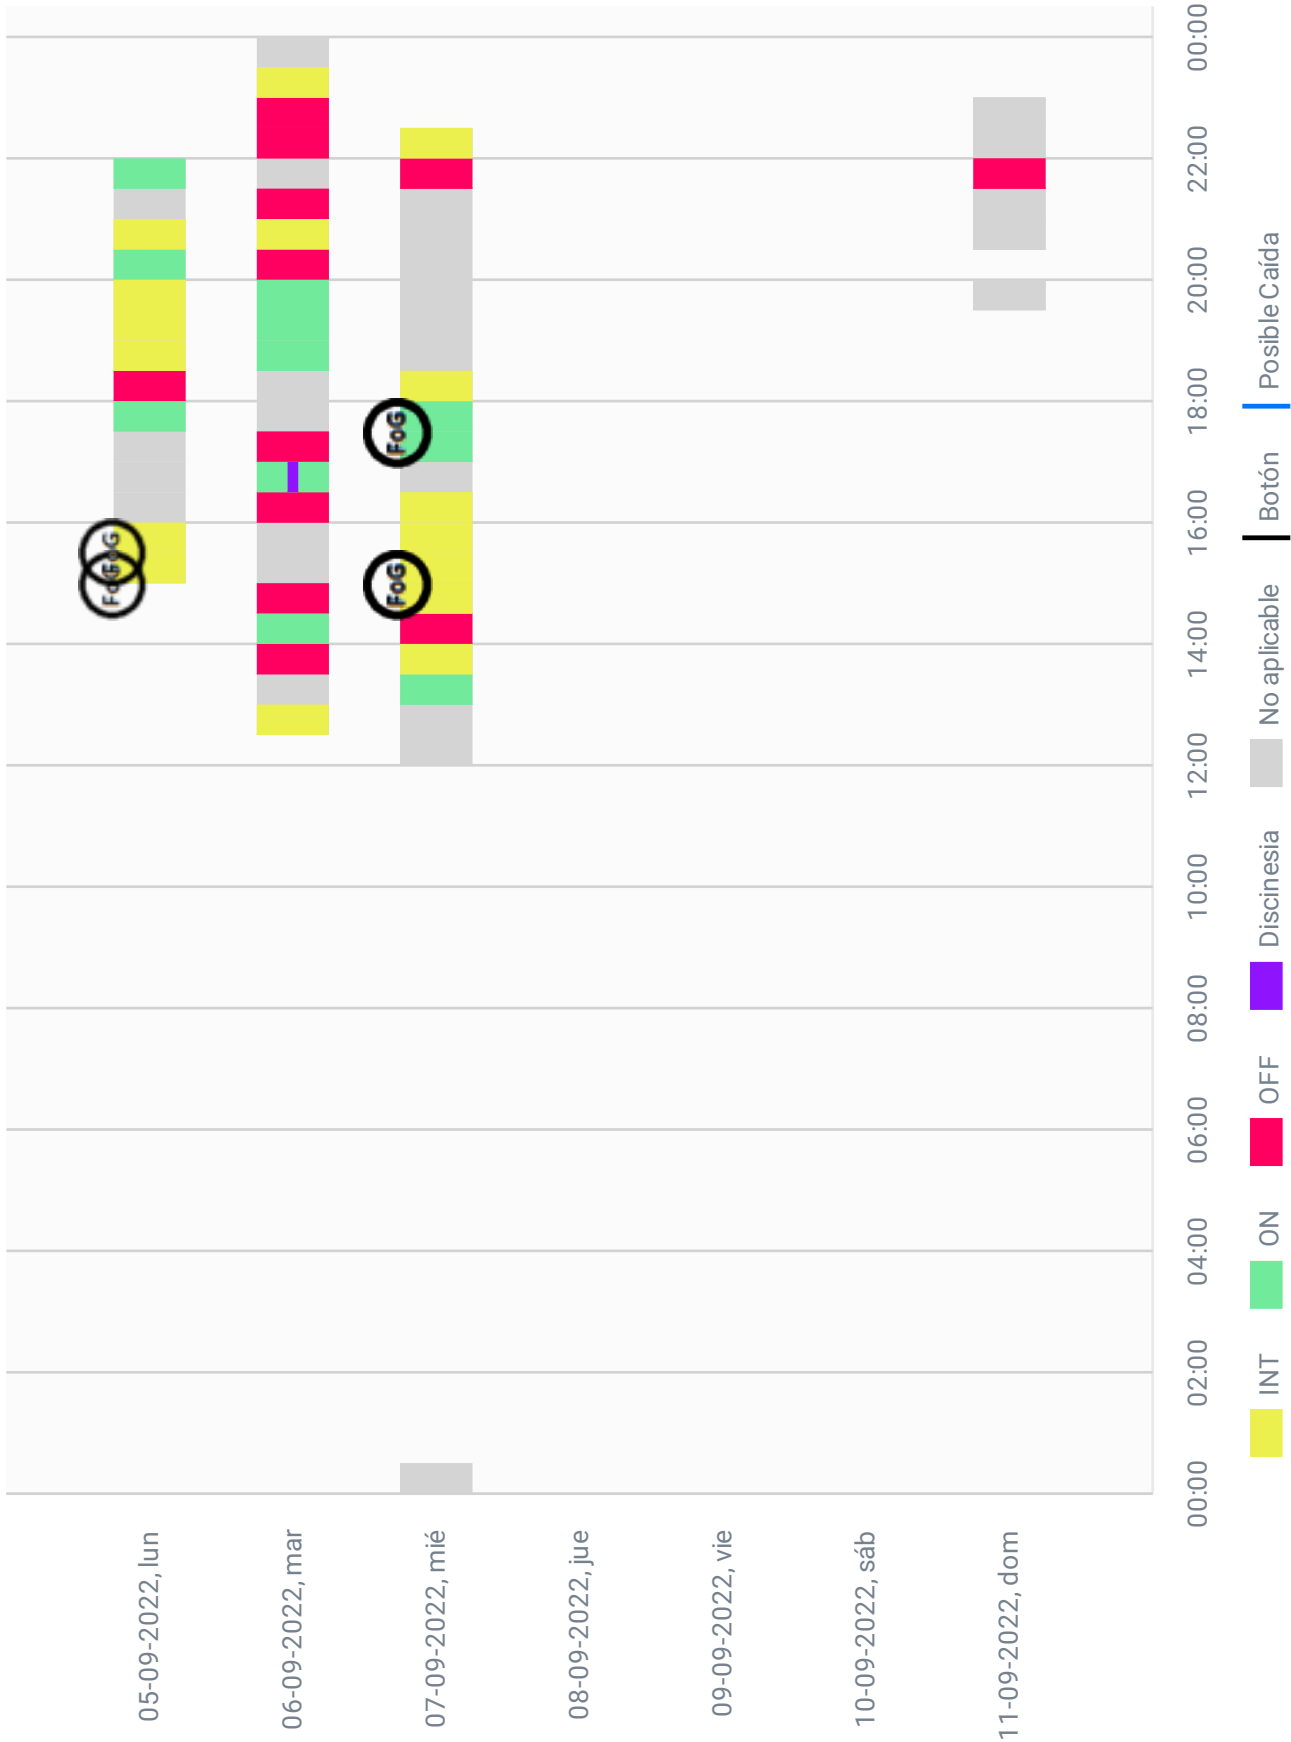 05-09-2022, lun
06-09-2022, mar
07-09-2022, mié
08-09-2022, jue
09-09-2022, vie
10-09-2022, sáb
11-09-2022, dom
FoG
FoG
FoG
FoG
00:00
02:00
04:00
06:00
08:00
10:00
12:00
14:00
16:00
18:00
20:00
22:00
00:00
INT
ON
OFF
Discinesia
No aplicable
Botón
Posible Caída